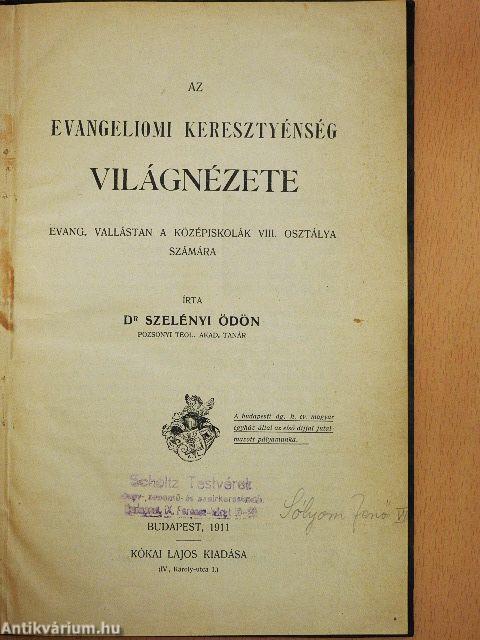 AZ
EVANGELIOMI KERESZTYÉNSÉG
VILÁGNÉZETE
EVANG. VALLÁSTAN A KÖZÉPISKOLÁK VIII. OSZTÁLYA
SZÁMÁRA
ÍRTA
Dr SZELÉNYI ÖDÖN
POZSONYI TEOL. AKAD. TANÁR
A budapesti ág. h. ev. magyar
egyház által az első díjjal jutal-
mazott pályamunka.
Scholtz Testvérek
Sólyom Jenő VI
BUDAPEST, 1911
KÓKAI LAJOS KIADÁSA
(IV., Károly-utca 1.)
Antikvárium.hu